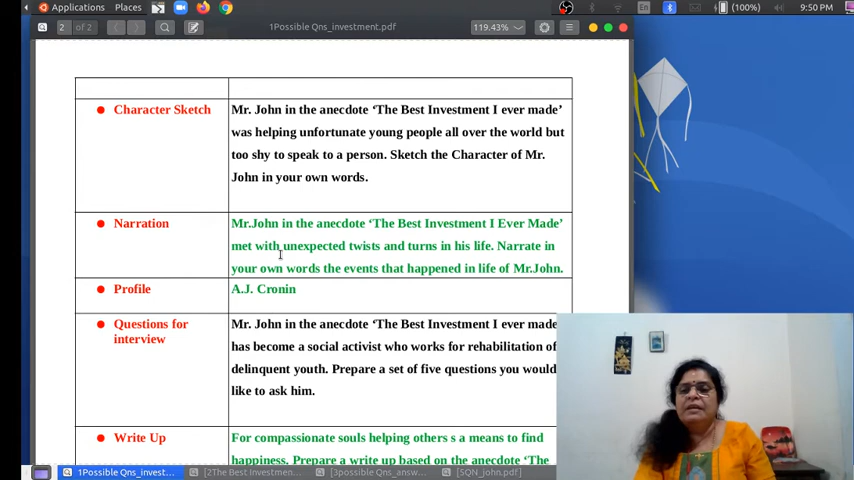 Applications Places En (100%) 9:50 PM
2 of 2 1Possible Qns_investment.pdf 119.43%
Character Sketch
Mr. John in the anecdote ‘The Best Investment I ever made’
was helping unfortunate young people all over the world but
too shy to speak to a person. Sketch the Character of Mr.
John in your own words.
Narration
Mr.John in the anecdote ‘The Best Investment I Ever Made’
met with unexpected twists and turns in his life. Narrate in
your own words the events that happened in life of Mr.John.
Profile
A.J. Cronin
Questions for
interview
Mr. John in the anecdote ‘The Best Investment I ever made
has become a social activist who works for rehabilitation of
delinquent youth. Prepare a set of five questions you would
like to ask him.
Write Up
For compassionate souls helping others s a means to find
happiness. Prepare a write up based on the anecdote ‘The
1Possible Qns_invest... [2The Best Investmen... [3possible Qns_answ... [5QN_john.pdf]